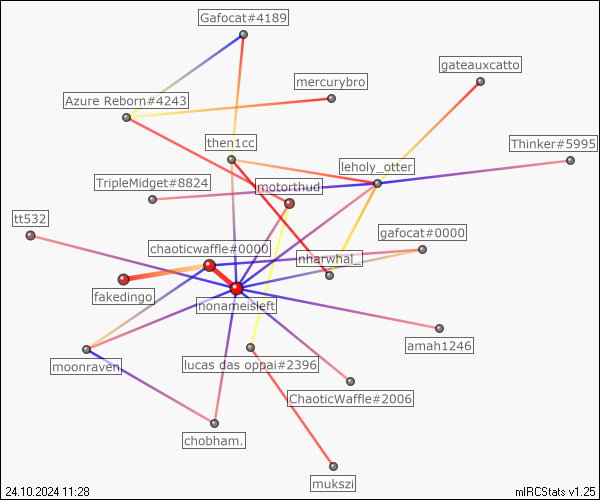 Gafocat#4189
gateauxcatto
mercurybro
Azure Reborn#4243
then1cc
Thinker#5995
leholy_otter
TripleMidget#8824
motorthud
tt532
gafocat#0000
chaoticwaffle#0000
nharwhal_
fakedingo
nonameisleft
amah1246
moonraven
lucas das oppai#2396
ChaoticWaffle#2006
chobham.
mukszi
24.10.2024 11:28
mIRCStats v1.25